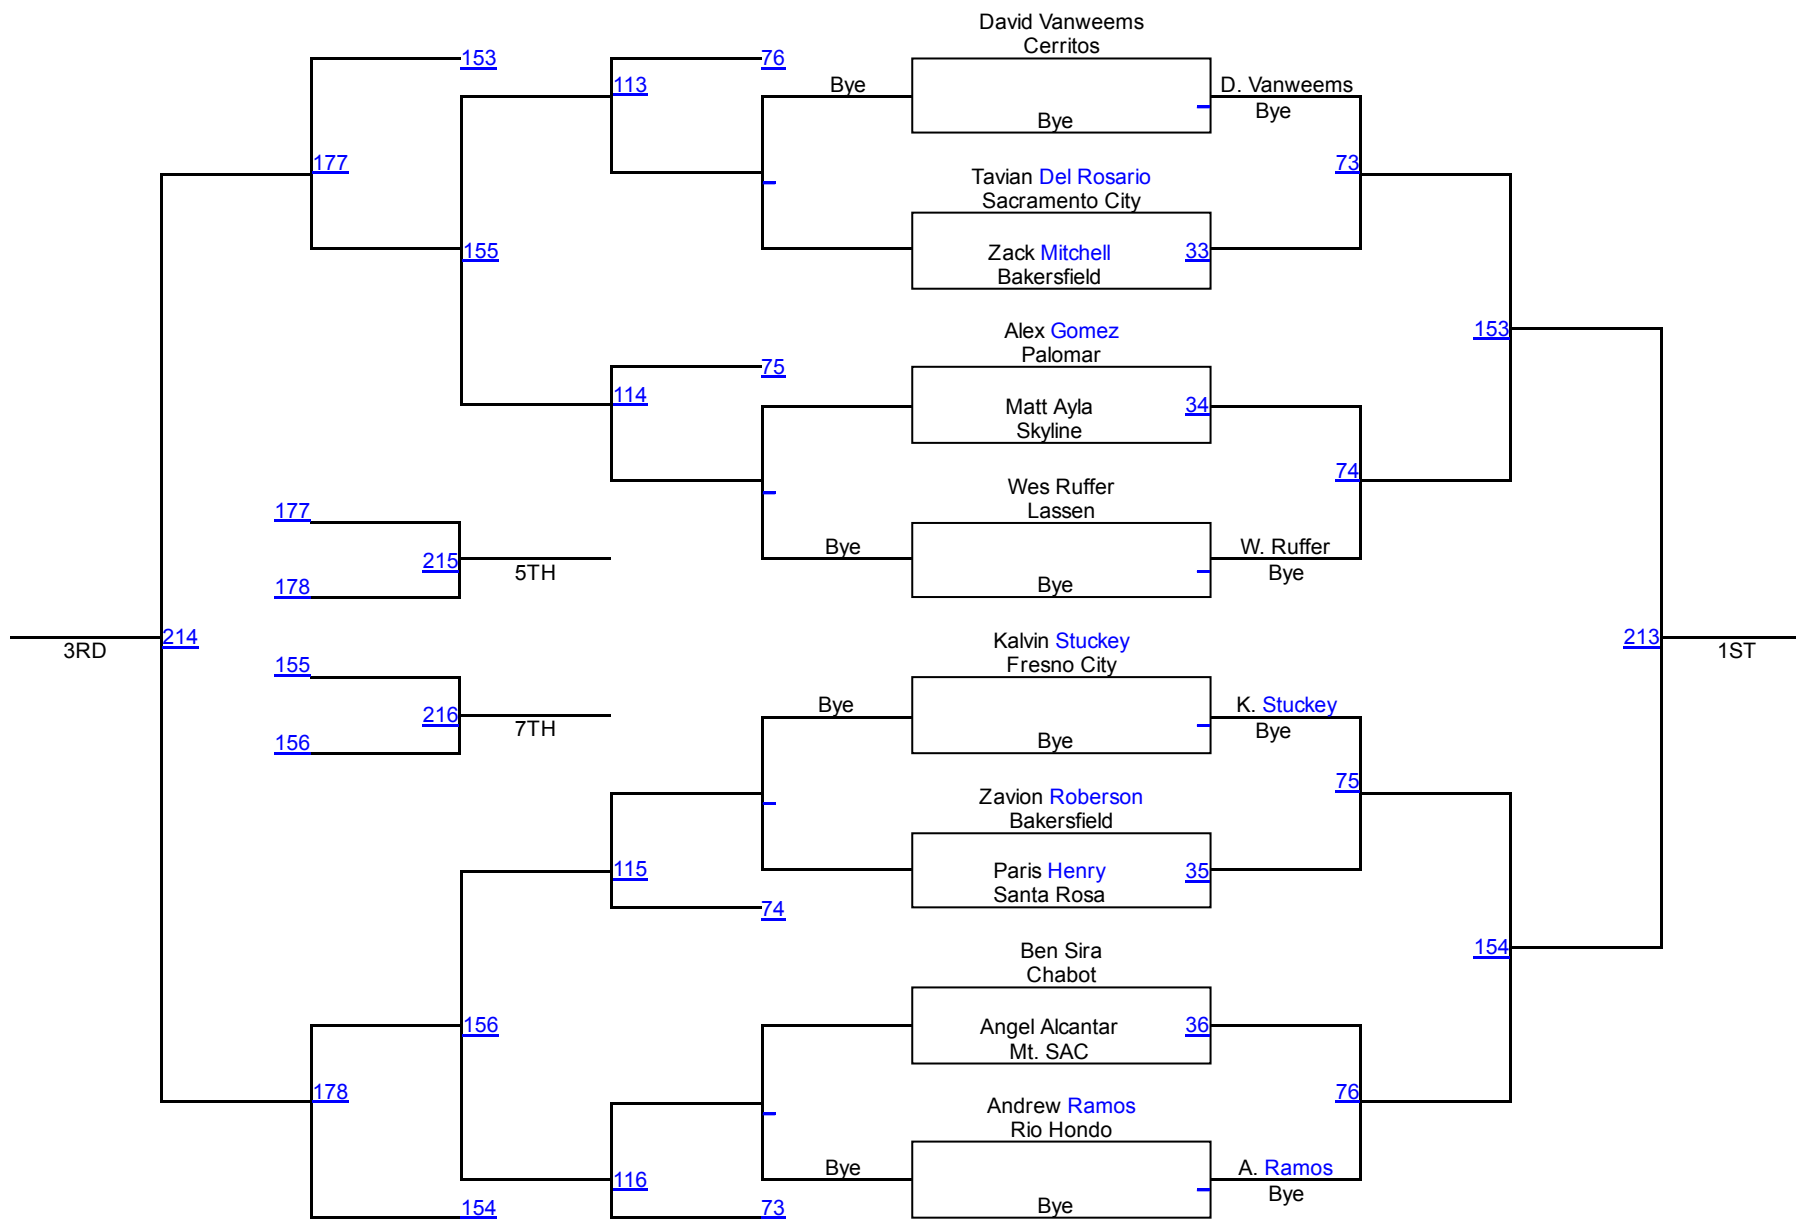 David Vanweems
Cerritos
153
76
113
Bye
D. Vanweems
Bye
Bye
177
73
Tavian Del Rosario
Sacramento City
155
Zack Mitchell
33
Bakersfield
Alex Gomez
153
Palomar
75
114
Matt Ayla
34
Skyline
74
Wes Ruffer
177
Lassen
215
5TH
Bye
W. Ruffer
Bye
178
Bye
3RD
214
Kalvin Stuckey
213
1ST
155
Fresno City
216
7TH
Bye
K. Stuckey
Bye
156
Bye
75
Zavion Roberson
Bakersfield
115
Paris Henry
35
Santa Rosa
74
Ben Sira
154
Chabot
156
Angel Alcantar
36
Mt. SAC
178
76
Andrew Ramos
Rio Hondo
116
Bye
A. Ramos
Bye
154
73
Bye